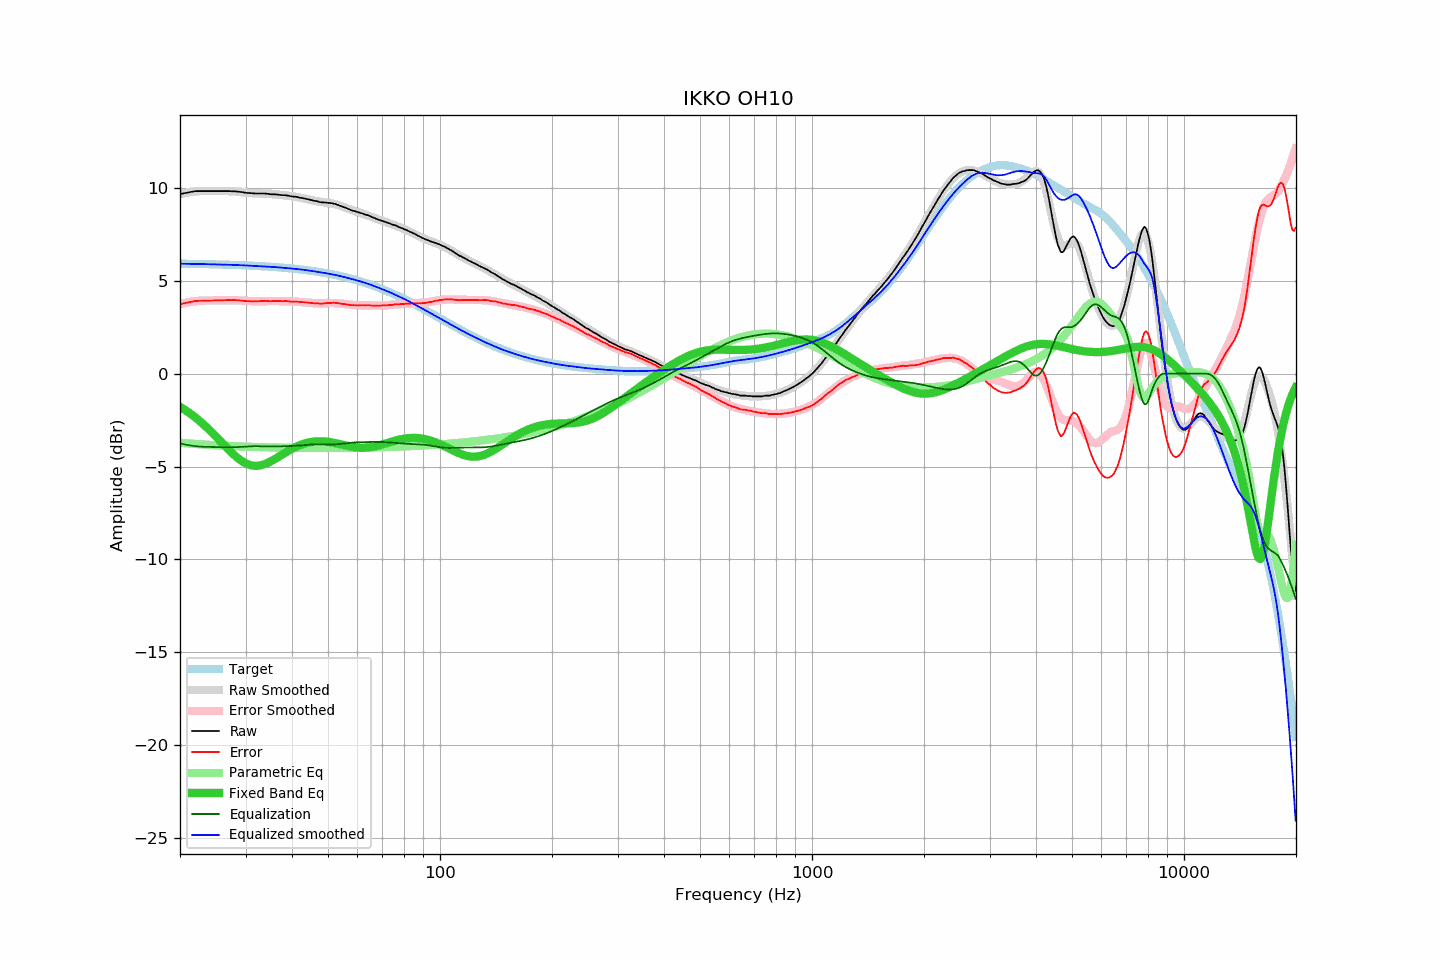 IKKO OH10
Amplitude (dBr)
10
5
0
−5
−10
−15
−20
−25
Target
Raw Smoothed
Error Smoothed
Raw
Error
Parametric Eq
Fixed Band Eq
Equalization
Equalized smoothed
100 1000 10000
Frequency (Hz)